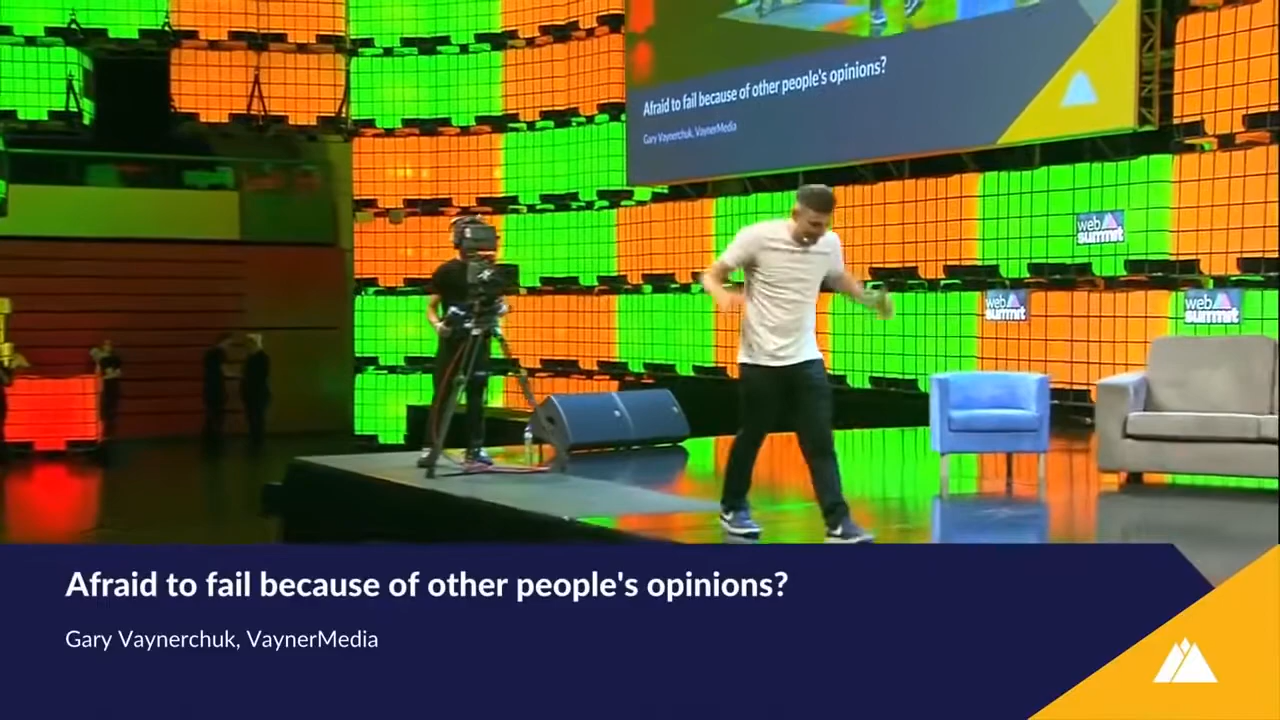 Afraid to fail because of other people's opinions?
Gary Vaynerchuk, VaynerMedia
web
summit
web
summit
web
summit
Afraid to fail because of other people's opinions?
Gary Vaynerchuk, VaynerMedia